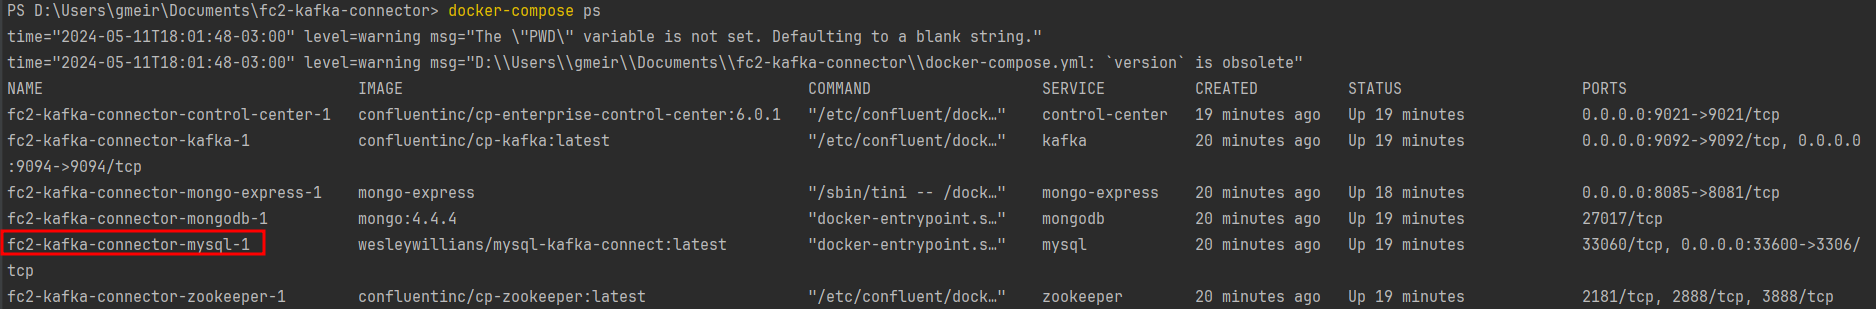 PS D:\Users\gmeir\Documents\fc2-kafka-connector> docker-compose ps
time="2024-05-11T18:01:48-03:00" level=warning msg="The \"PWD\" variable is not set. Defaulting to a blank string."
time="2024-05-11T18:01:48-03:00" level=warning msg="D:\\Users\\gmeir\\Documents\\fc2-kafka-connector\\docker-compose.yml: `version` is obsolete"
NAME IMAGE COMMAND SERVICE CREATED STATUS PORTS
fc2-kafka-connector-control-center-1 confluentinc/cp-enterprise-control-center:6.0.1 "/etc/confluent/dock…" control-center 19 minutes ago Up 19 minutes 0.0.0.0:9021->9021/tcp
fc2-kafka-connector-kafka-1 confluentinc/cp-kafka:latest "/etc/confluent/dock…" kafka 20 minutes ago Up 19 minutes 0.0.0.0:9092->9092/tcp, 0.0.0.0
:9094->9094/tcp
fc2-kafka-connector-mongo-express-1 mongo-express "/sbin/tini -- /dock…" mongo-express 20 minutes ago Up 18 minutes 0.0.0.0:8085->8081/tcp
fc2-kafka-connector-mongodb-1 mongo:4.4.4 "docker-entrypoint.s…" mongodb 20 minutes ago Up 19 minutes 27017/tcp
fc2-kafka-connector-mysql-1 wesleywillians/mysql-kafka-connect:latest "docker-entrypoint.s…" mysql 20 minutes ago Up 19 minutes 33060/tcp, 0.0.0.0:33600->3306/
tcp
fc2-kafka-connector-zookeeper-1 confluentinc/cp-zookeeper:latest "/etc/confluent/dock…" zookeeper 20 minutes ago Up 19 minutes 2181/tcp, 2888/tcp, 3888/tcp